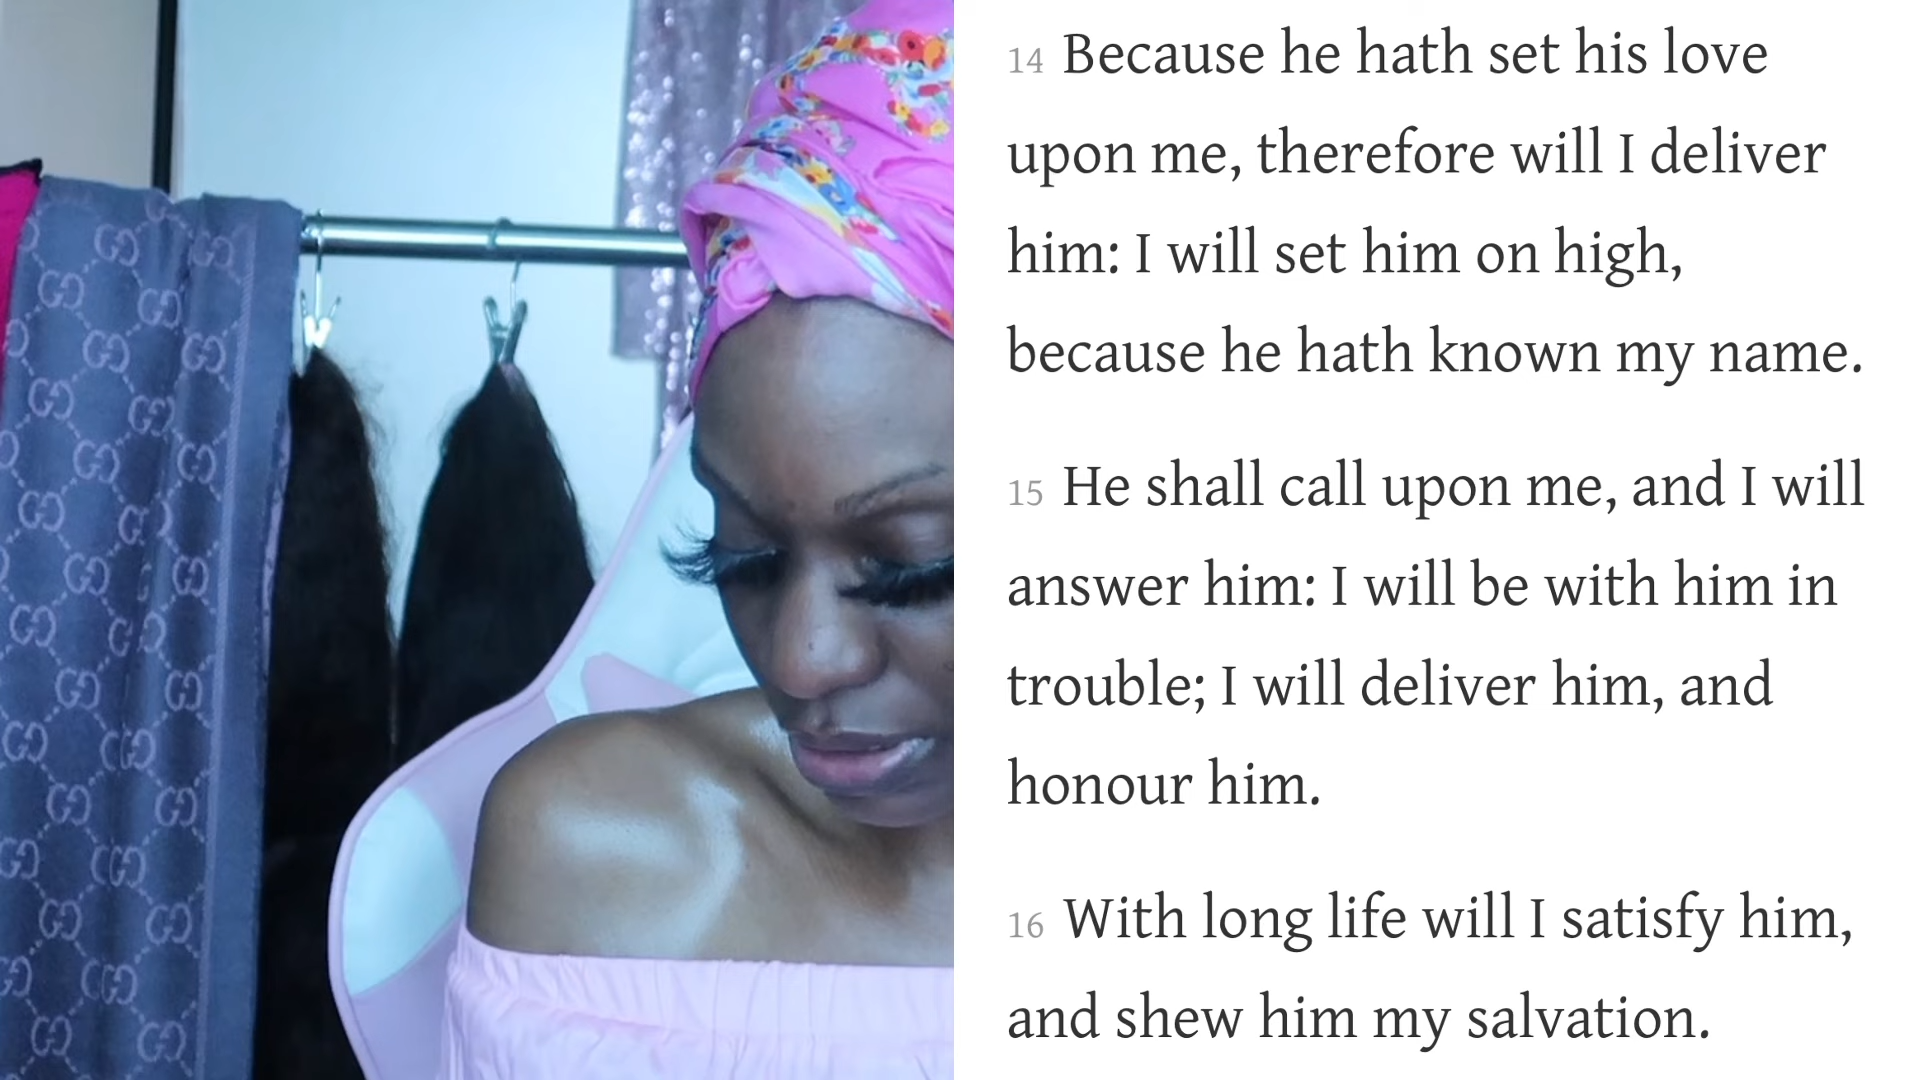 14 Because he hath set his love
upon me, therefore will I deliver
him: I will set him on high,
because he hath known my name.
15 He shall call upon me, and I will
answer him: I will be with him in
trouble; I will deliver him, and
honour him.
16 With long life will I satisfy him,
and shew him my salvation.